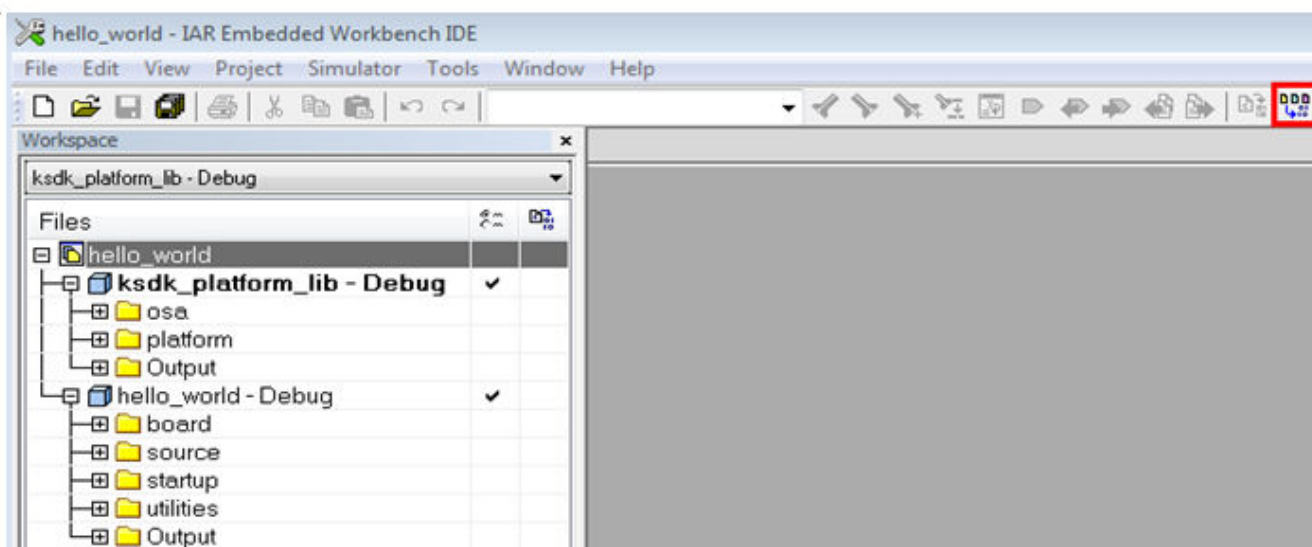 hello_world - IAR Embedded Workbench IDE
File Edit View Project Simulator Tools Window Help
Workspace
ksdk_platform_lib - Debug
Files
hello_world
ksdk_platform_lib - Debug
osa
platform
Output
hello_world - Debug
board
source
startup
utilities
Output